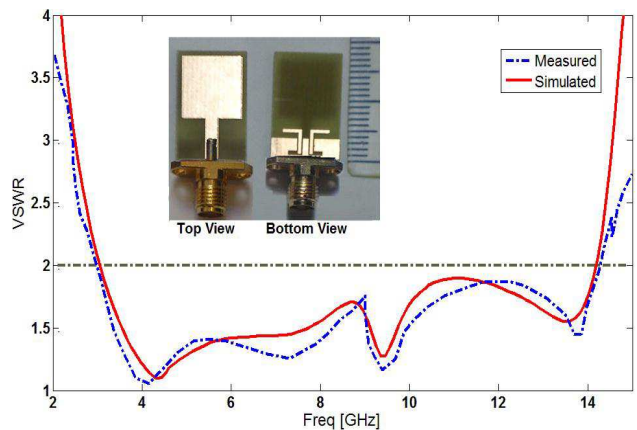 4
3.5
3
2.5
2
1.5
1
VSWR
Measured
Simulated
Top View
Bottom View
2
4
6
8
10
12
14
Freq [GHz]